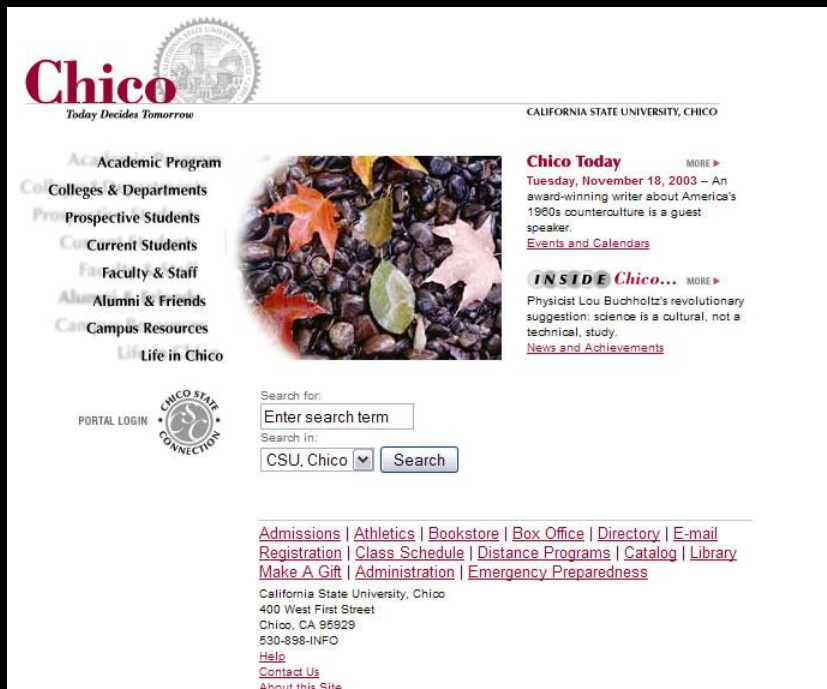 Chico
Today Decides Tomorrow
CALIFORNIA STATE UNIVERSITY, CHICO
Academic Program
Colleges & Departments
Prospective Students
Current Students
Faculty & Staff
Alumni & Friends
Campus Resources
Life in Chico
PORTAL LOGIN
CHICO STATE
CONNECTION
Chico Today MORE
Tuesday, November 18, 2003 -- An
award-winning writer about America's
1960s counterculture is a guest
speaker.
Events and Calendars
INSIDE Chico... MORE
Physicist Lou Buchholtz's revolutionary
suggestion: science is a cultural, not a
technical, study.
News and Achievements
Search for:
Enter search term
Search in:
CSU, Chico Search
Admissions | Athletics | Bookstore | Box Office | Directory | E-mail
Registration | Class Schedule | Distance Programs | Catalog | Library
Make A Gift | Administration | Emergency Preparedness
California State University, Chico
400 West First Street
Chico, CA 95929
530-898-INFO
Help
Contact Us
About this Site